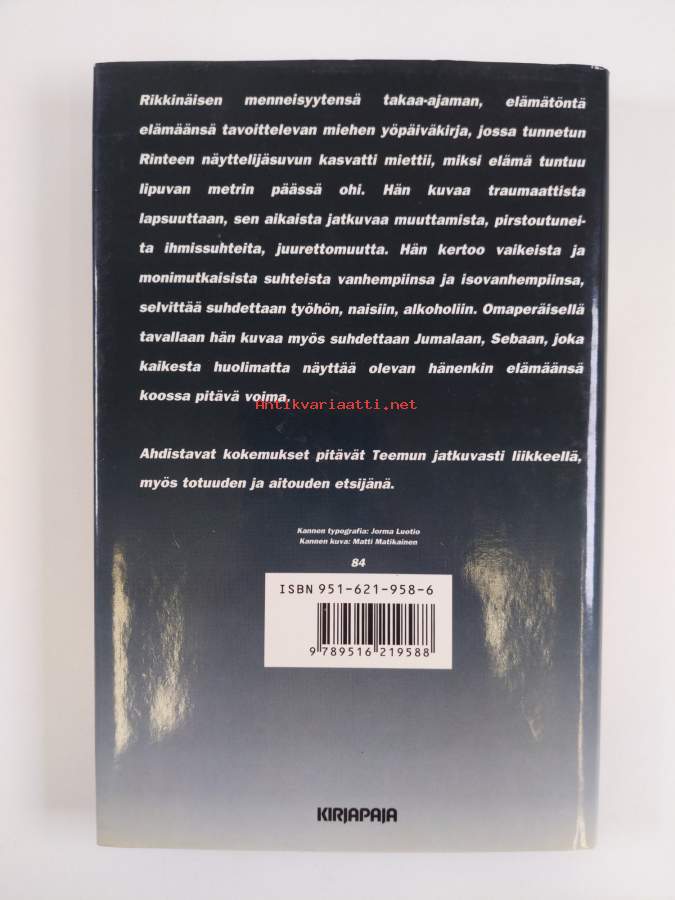 Rikkinäisen menneisyytensä takaa-ajaman, elämätöntä
elämäänsä tavoittelevan miehen yöpäiväkirja, jossa tunnetun
Rinteen näyttelijäsuvun kasvatti miettii, miksi elämä tuntuu
lipuvan metrin päässä ohi. Hän kuvaa traumaattista
lapsuuttaan, sen aikaista jatkuvaa muuttamista, pirstoutunei-
ta ihmissuhteita, juurettomuutta. Hän kertoo vaikeista ja
monimutkaisista suhteista vanhempiinsa ja isovanhempiinsa,
selvittää suhdettaan työhön, naisiin, alkoholiin. Omaperäisellä
tavallaan hän kuvaa myös suhdettaan Jumalaan, Sebaan, joka
kaikesta huolimatta näyttää olevan hänenkin elämäänsä
koossa pitävä voima.
Antikvariaatti.net
Ahdistavat kokemukset pitävät Teemun jatkuvasti liikkeellä,
myös totuuden ja aitouden etsijänä.
Kannen typografia: Jorma Luotio
Kannen kuva: Matti Matikainen
84
ISBN 951-621-958-6
9 789516 219588
KIRJAPAJA